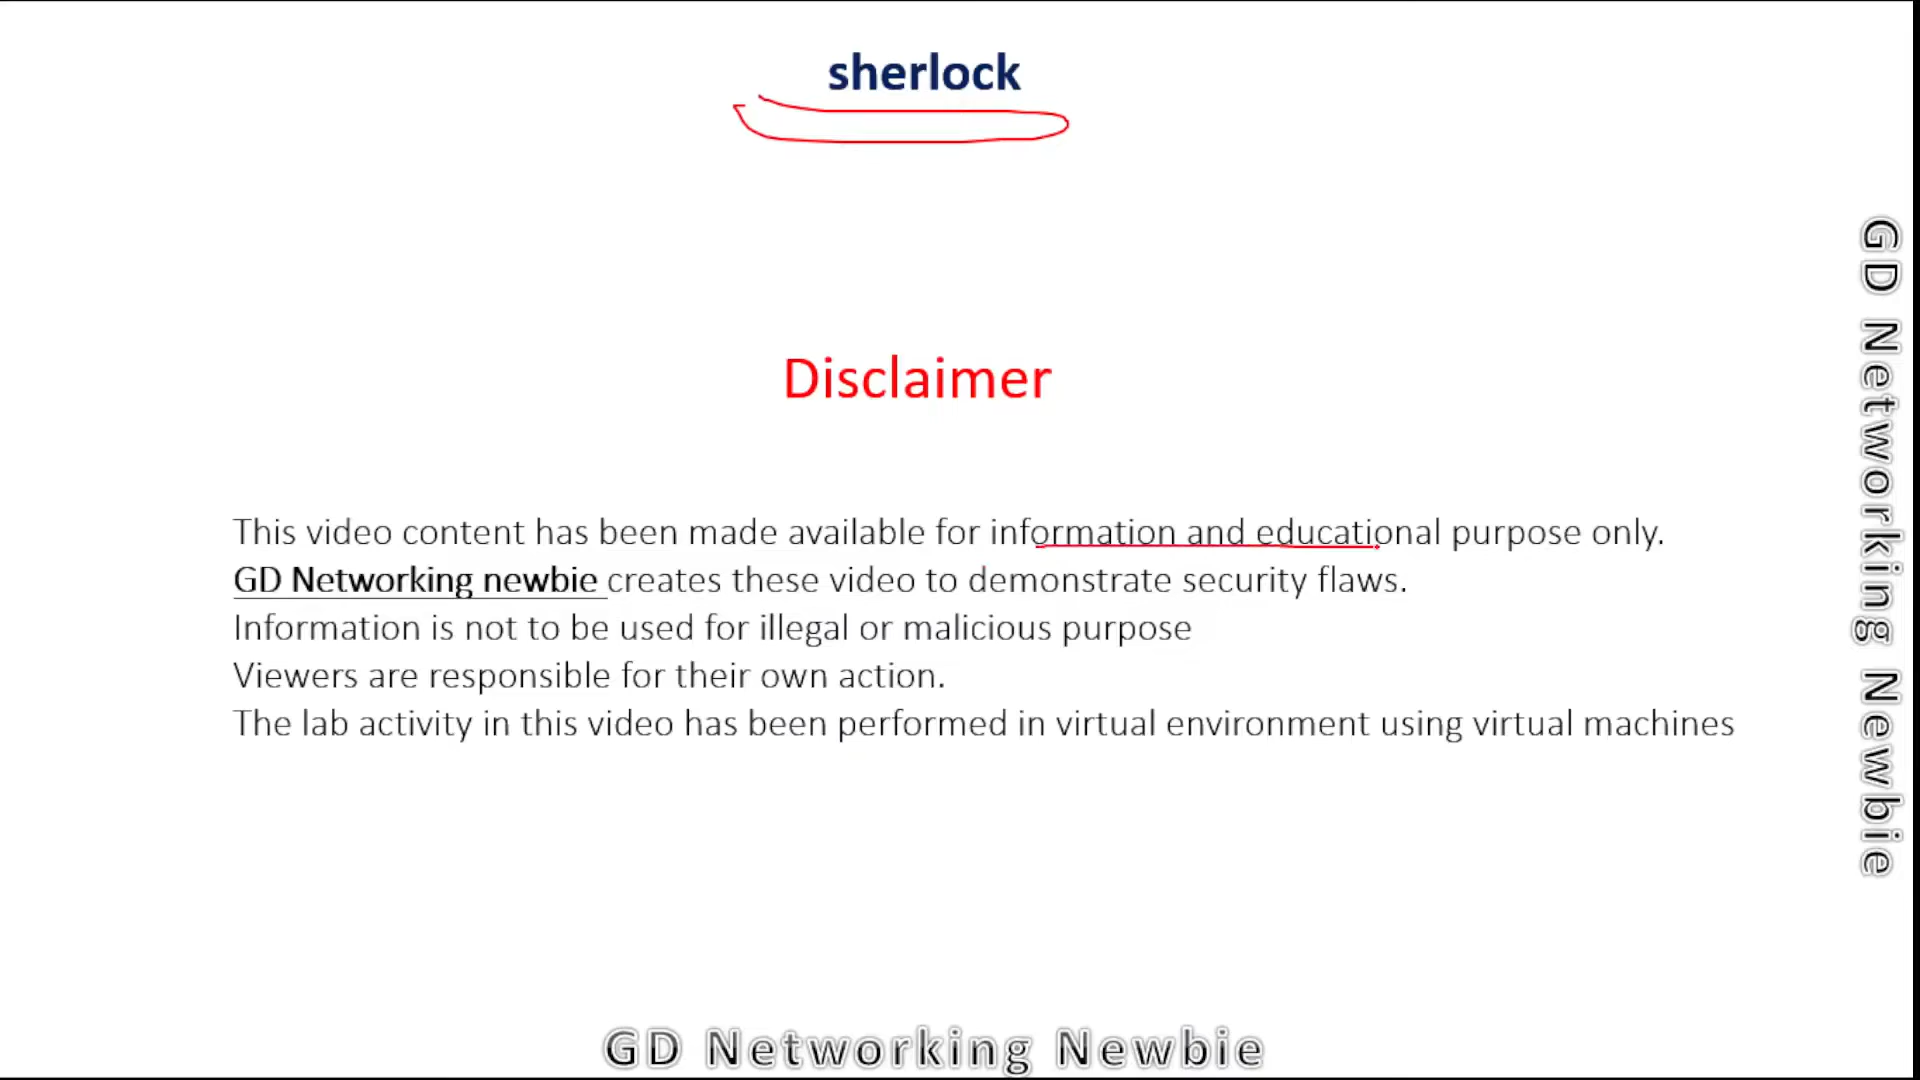 sherlock
Disclaimer
This video content has been made available for information and educational purpose only.
GD Networking newbie creates these video to demonstrate security flaws.
Information is not to be used for illegal or malicious purpose
Viewers are responsible for their own action.
The lab activity in this video has been performed in virtual environment using virtual machines
GD Networking Newbie
GD Networking Newbie